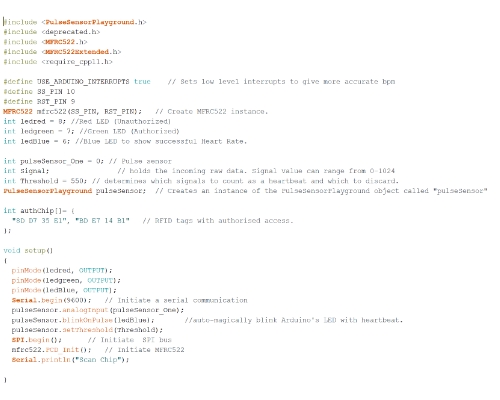 #include <PulseSensorPlayground.h>
#include <deprecated.h>
#include <MFRC522.h>
#include <MFRC522Extended.h>
#include <require_cpp11.h>
#define USE_ARDUINO_INTERRUPTS true    // Sets low level interrupts to give more accurate bpm
#define SS_PIN 10
#define RST_PIN 9
MFRC522 mfrc522(SS_PIN, RST_PIN);   // Create MFRC522 instance.
int ledred = 8; //Red LED (Unauthorized)
int ledgreen = 7; //Green LED (Authorised)
int ledBlue = 6; //Blue LED to show successful Heart Rate.
int pulseSensor_One = 0; // Pulse sensor
int Signal;                // holds the incoming raw data. Signal value can range from 0-1024
int Threshold = 550; // determines which signals to count as a heartbeat and which to discard.
PulseSensorPlayground pulseSensor;  // Creates an instance of the PulseSensorPlayground object called "pulseSensor"
int authChip[]= {
  "8D D7 35 E1", "BD E7 14 B1"   // RFID tags with authorised access.
};
void setup()
{
  pinMode(ledred, OUTPUT);
  pinMode(ledgreen, OUTPUT);
  pinMode(ledBlue, OUTPUT);
  Serial.begin(9600);   // Initiate a serial communication
  pulseSensor.analogInput(pulseSensor_One);
  pulseSensor.blinkOnPulse(ledBlue);       //auto-magically blink Arduino's LED with heartbeat.
  pulseSensor.setThreshold(Threshold);
  SPI.begin();      // Initiate  SPI bus
  mfrc522.PCD_Init();   // Initiate MFRC522
  Serial.println("Scan Chip");
}